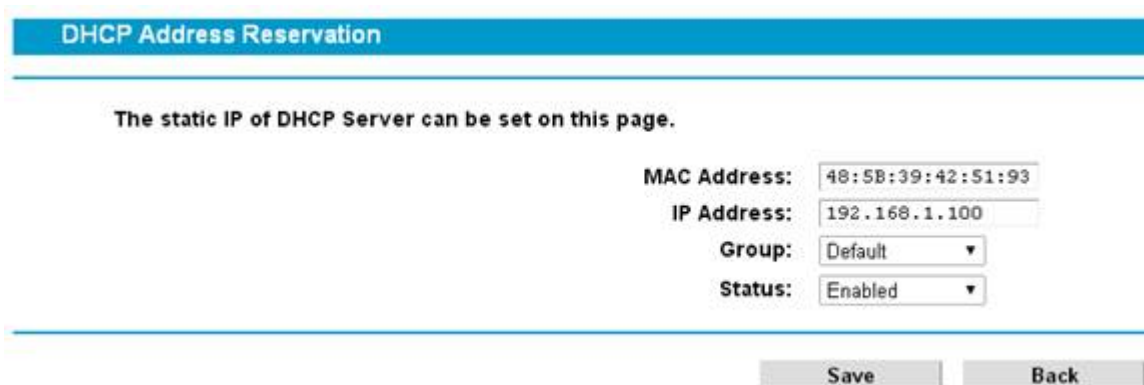 DHCP Address Reservation
The static IP of DHCP Server can be set on this page.
MAC Address: 48:5B:39:42:51:93
IP Address: 192.168.1.100
Group: Default
Status: Enabled
Save Back